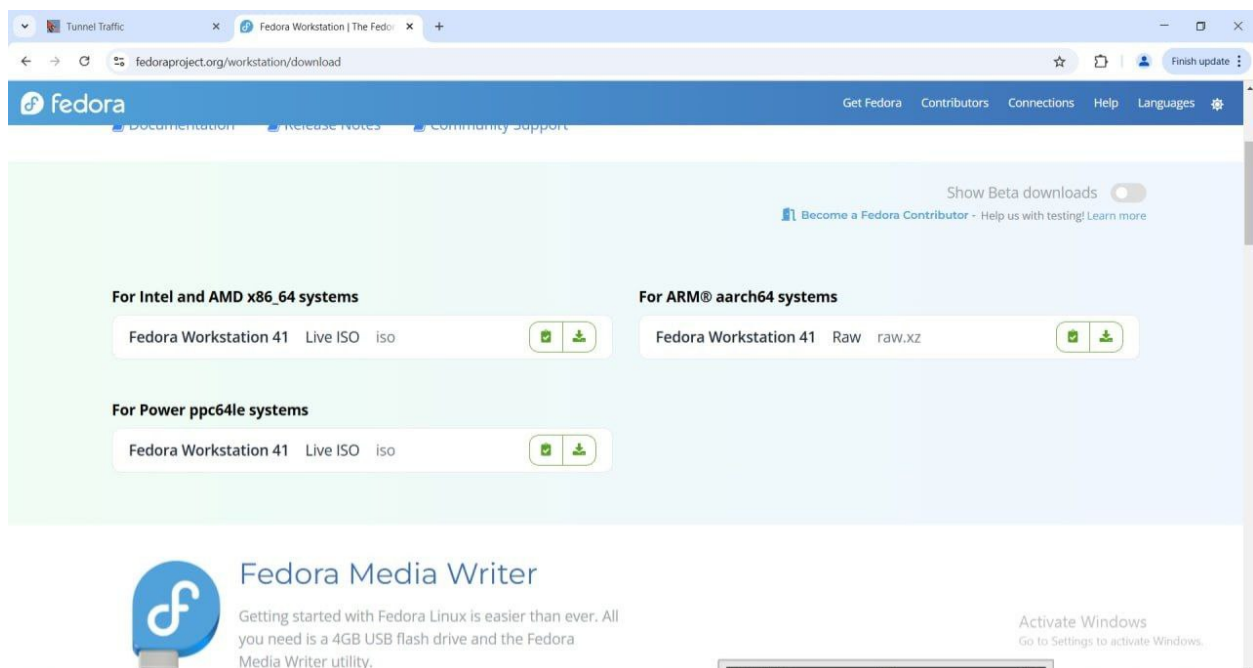 Tunnel Traffic
Fedora Workstation | The Fedor
fedoraproject.org/workstation/download
Finish update
fedora
Get Fedora Contributors Connections Help Languages
Documentation Release Notes Community Support
Show Beta downloads
Become a Fedora Contributor - Help us with testing! Learn more
For Intel and AMD x86_64 systems
Fedora Workstation 41 Live ISO iso
For ARM® aarch64 systems
Fedora Workstation 41 Raw raw.xz
For Power ppc64le systems
Fedora Workstation 41 Live ISO iso
Fedora Media Writer
Getting started with Fedora Linux is easier than ever. All
you need is a 4GB USB flash drive and the Fedora
Media Writer utility.
Activate Windows
Go to Settings to activate Windows.